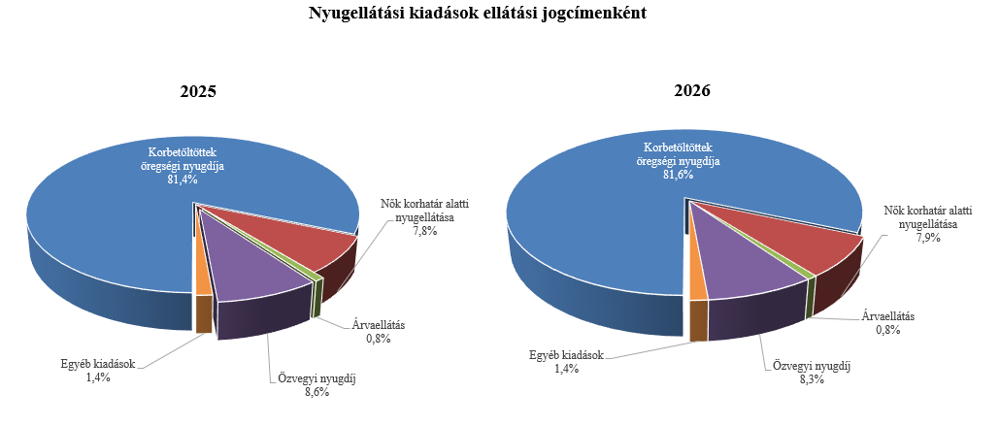 Nyugellátási kiadások ellátási jogcímenként
2025
Korbetöltöttek
öregségi nyugdíja
81,4%
Nők korhatár alatti
nyugellátása
7,8%
Árvaellátás
0,8%
Özvegyi nyugdíj
8,6%
Egyéb kiadások
1,4%
2026
Korbetöltöttek
öregségi nyugdíja
81,6%
Nők korhatár alatti
nyugellátása
7,9%
Árvaellátás
0,8%
Özvegyi nyugdíj
8,3%
Egyéb kiadások
1,4%